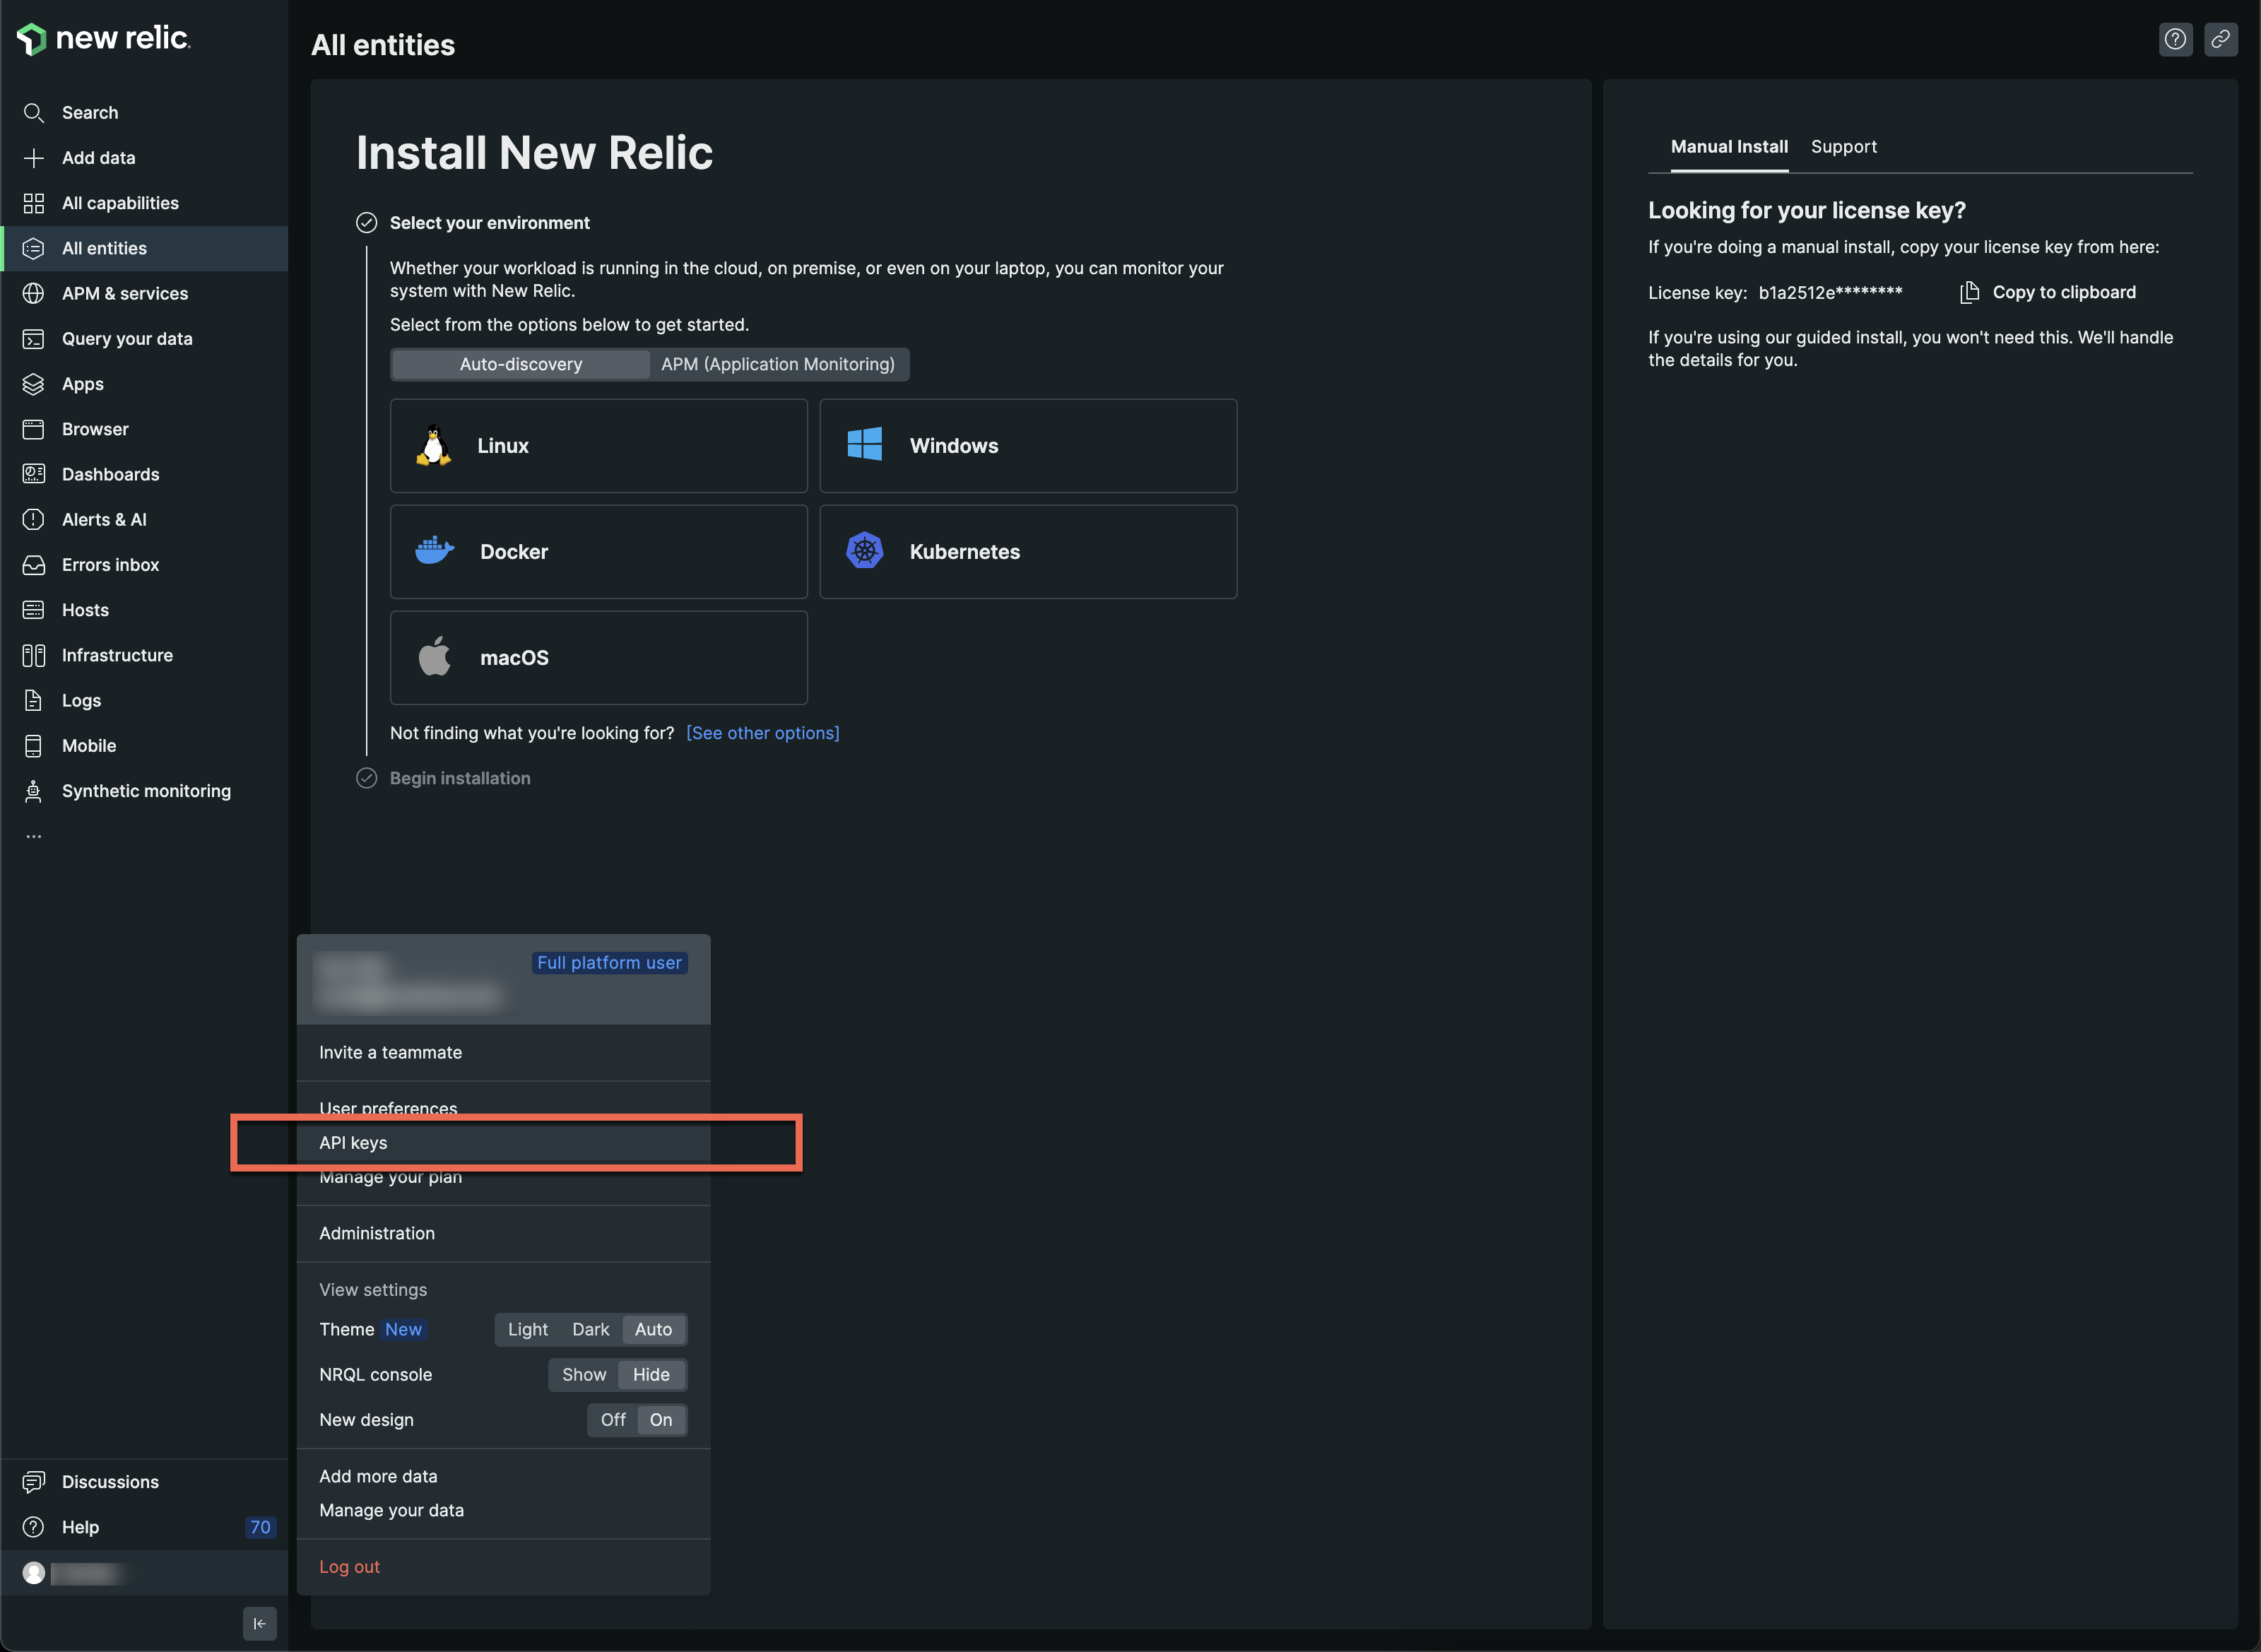 new relic.
Search
Add data
All capabilities
All entities
APM & services
Query your data
Apps
Browser
Dashboards
Alerts & AI
Errors inbox
Hosts
Infrastructure
Logs
Mobile
Synthetic monitoring
...
Discussions
Help 70
All entities
Install New Relic
Select your environment
Whether your workload is running in the cloud, on premise, or even on your laptop, you can monitor your
system with New Relic.
Select from the options below to get started.
Auto-discovery APM (Application Monitoring)
Linux
Windows
Docker
Kubernetes
macOS
Not finding what you're looking for? [See other options]
Begin installation
Full platform user
Invite a teammate
User preferences
API keys
Manage your plan
Administration
View settings
Theme New Light Dark Auto
NRQL console Show Hide
New design Off On
Add more data
Manage your data
Log out
Manual Install Support
Looking for your license key?
If you're doing a manual install, copy your license key from here:
License key: b1a2512e******** Copy to clipboard
If you're using our guided install, you won't need this. We'll handle
the details for you.